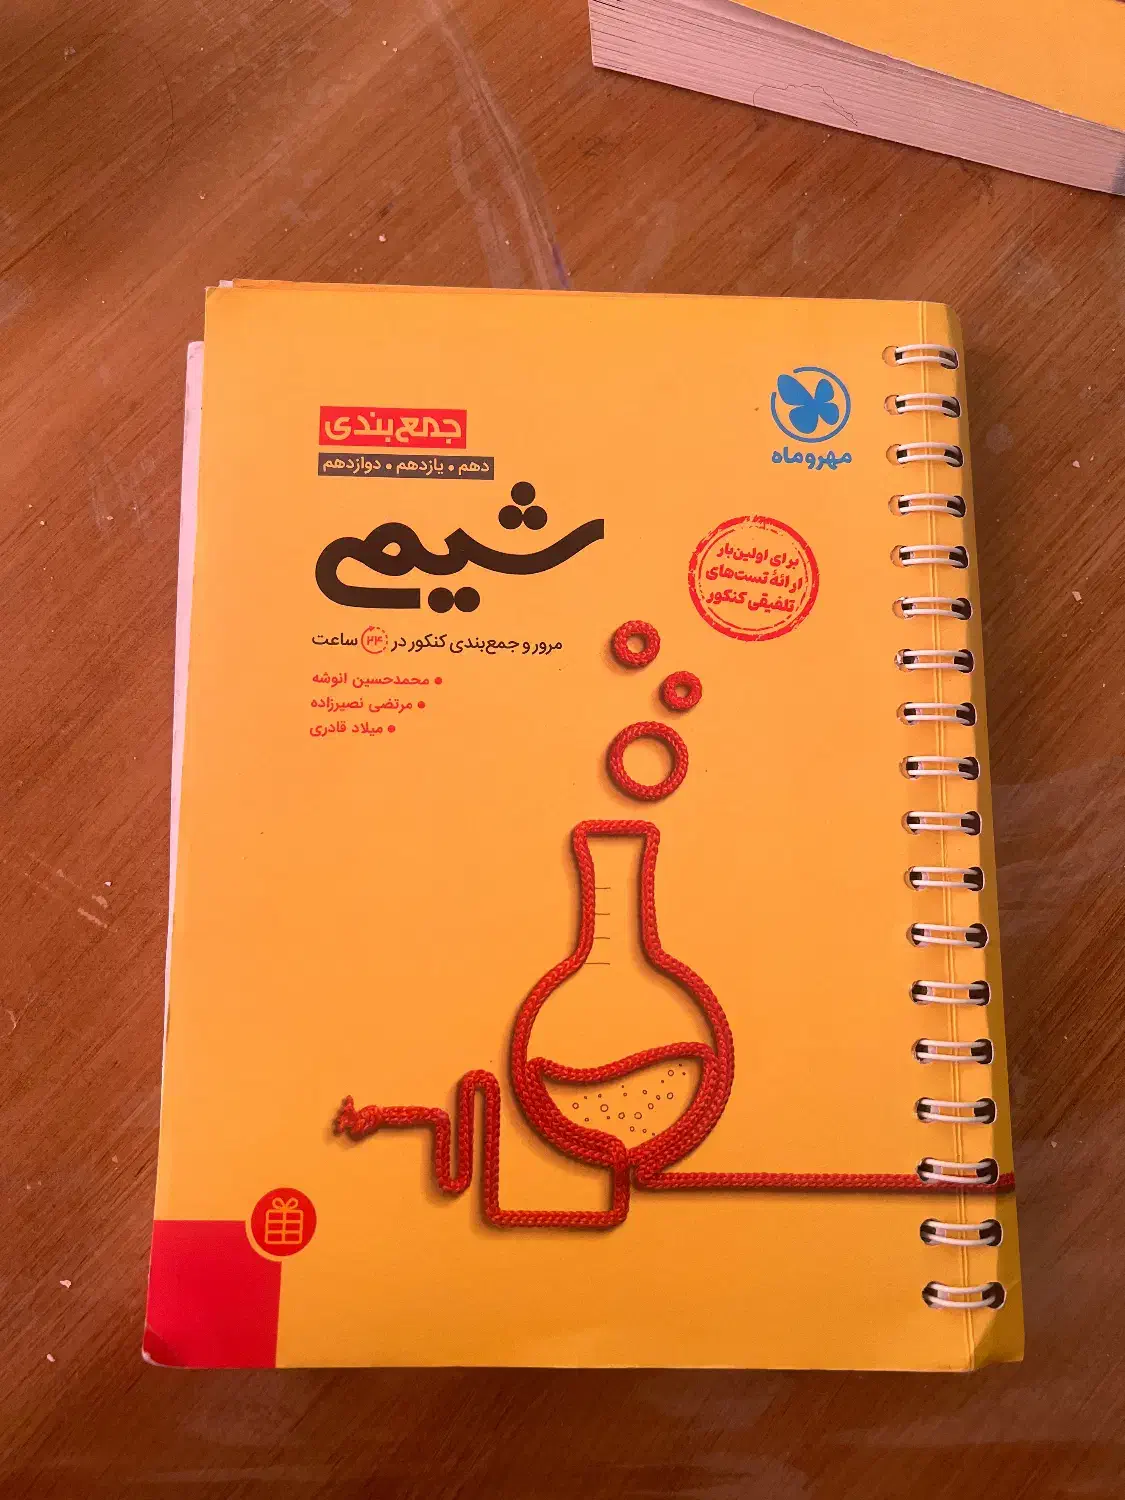 جمع‌بندی
دهم • یازدهم • دوازدهم
شیمی
مرور و جمع‌بندی کنکور در ۲۴ ساعت
• محمدحسین انوشه
• مرتضی نصیرزاده
• میلاد قادری
مهروماه
برای اولین‌بار
ارائهٔ تست‌های
تلفیقی کنکور